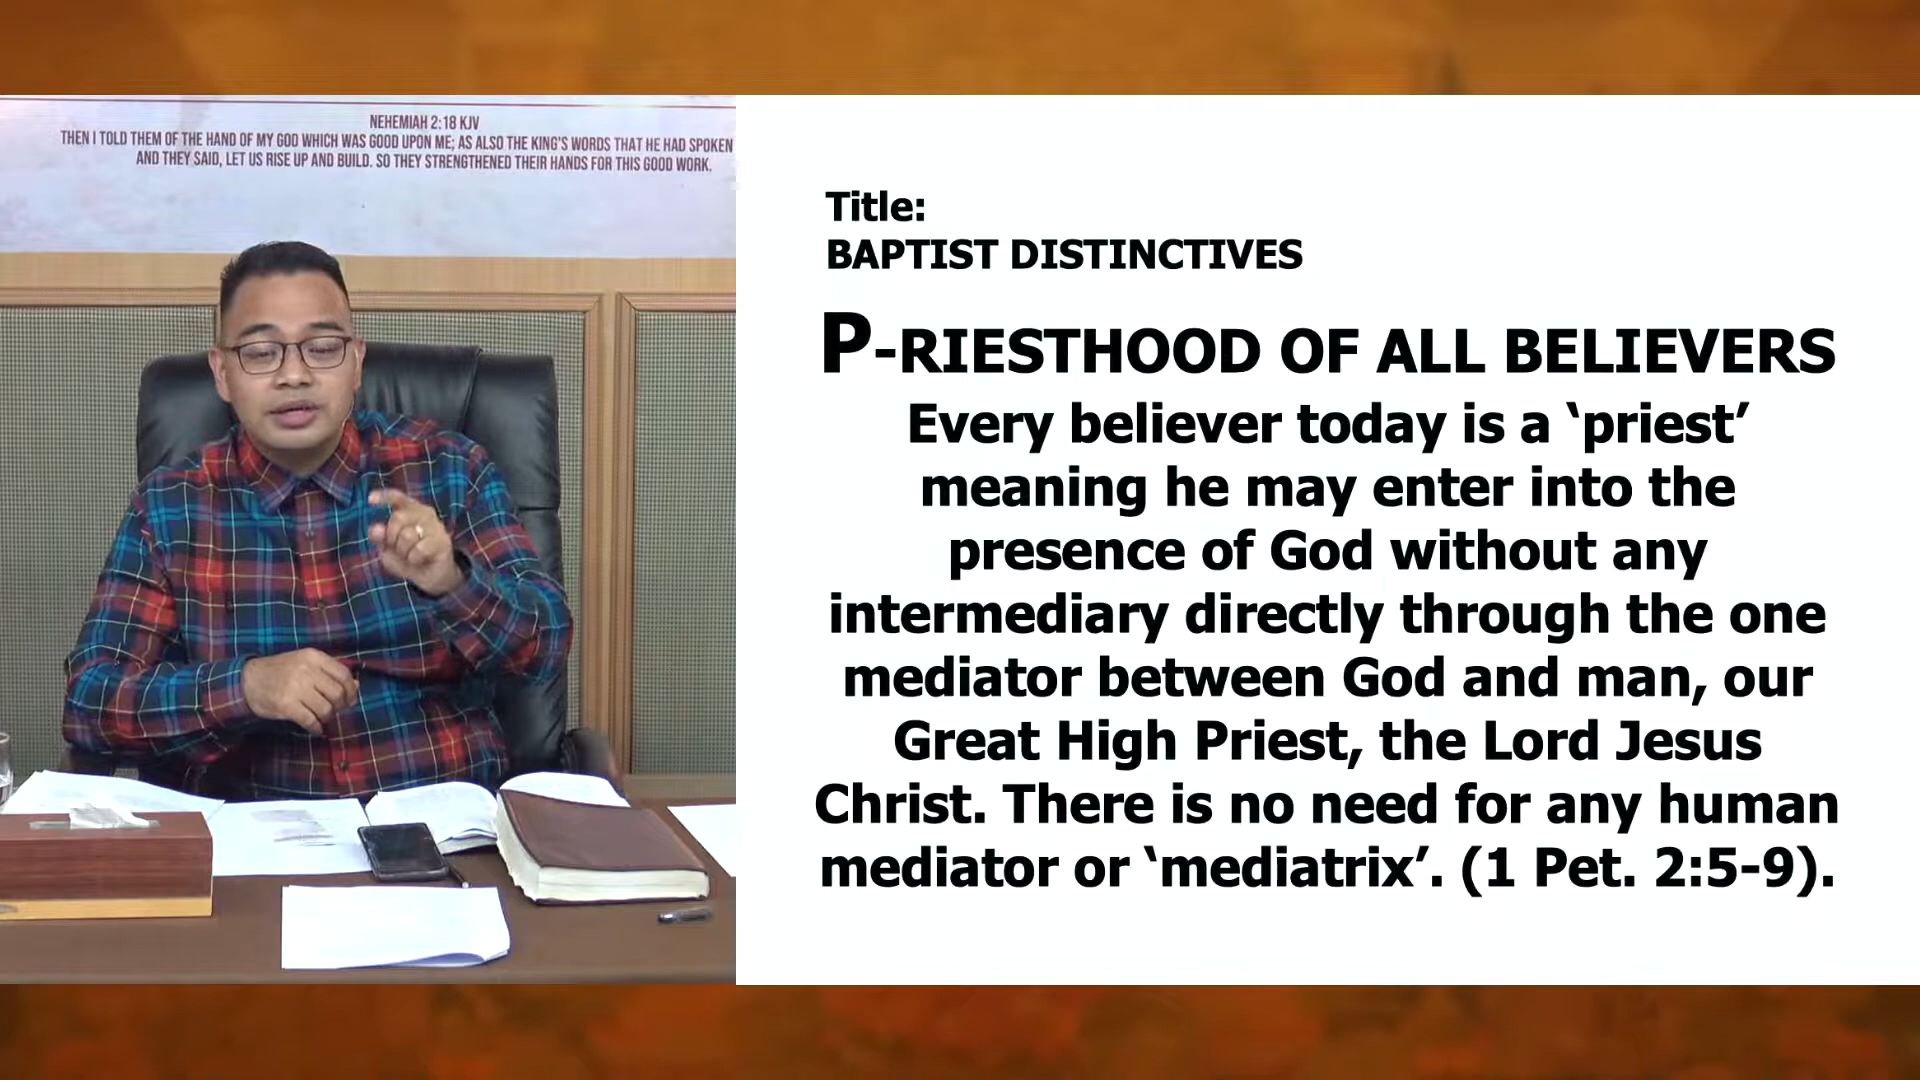 NEHEMIAH 2:18 KJV
THEN I TOLD THEM OF THE HAND OF MY GOD WHICH WAS GOOD UPON ME; AS ALSO THE KING'S WORDS THAT HE HAD SPOKEN
AND THEY SAID, LET US RISE UP AND BUILD. SO THEY STRENGTHENED THEIR HANDS FOR THIS GOOD WORK.
Title:
BAPTIST DISTINCTIVES
P-RIESTHOOD OF ALL BELIEVERS
Every believer today is a ‘priest’
meaning he may enter into the
presence of God without any
intermediary directly through the one
mediator between God and man, our
Great High Priest, the Lord Jesus
Christ. There is no need for any human
mediator or ‘mediatrix’. (1 Pet. 2:5-9).